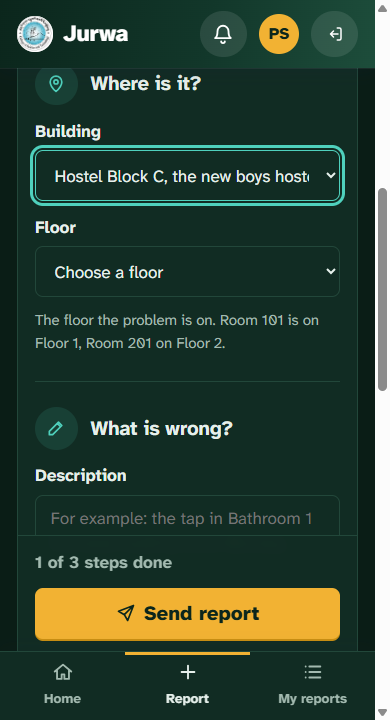 Jurwa
PS
Where is it?
Building
Hostel Block C, the new boys
Floor
Choose a floor
The floor the problem is on. Room 101 is on
Floor 1, Room 201 on Floor 2.
What is wrong?
Description
For example: the tap in Bathroom 1
1 of 3 steps done
Send report
Home
Report
My reports